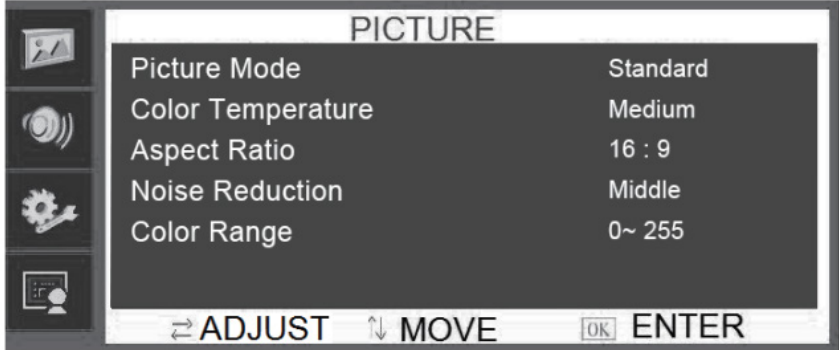 PICTURE
Picture Mode Standard
Color Temperature Medium
Aspect Ratio 16 : 9
Noise Reduction Middle
Color Range 0~ 255
⇄ ADJUST ↑↓ MOVE OK ENTER